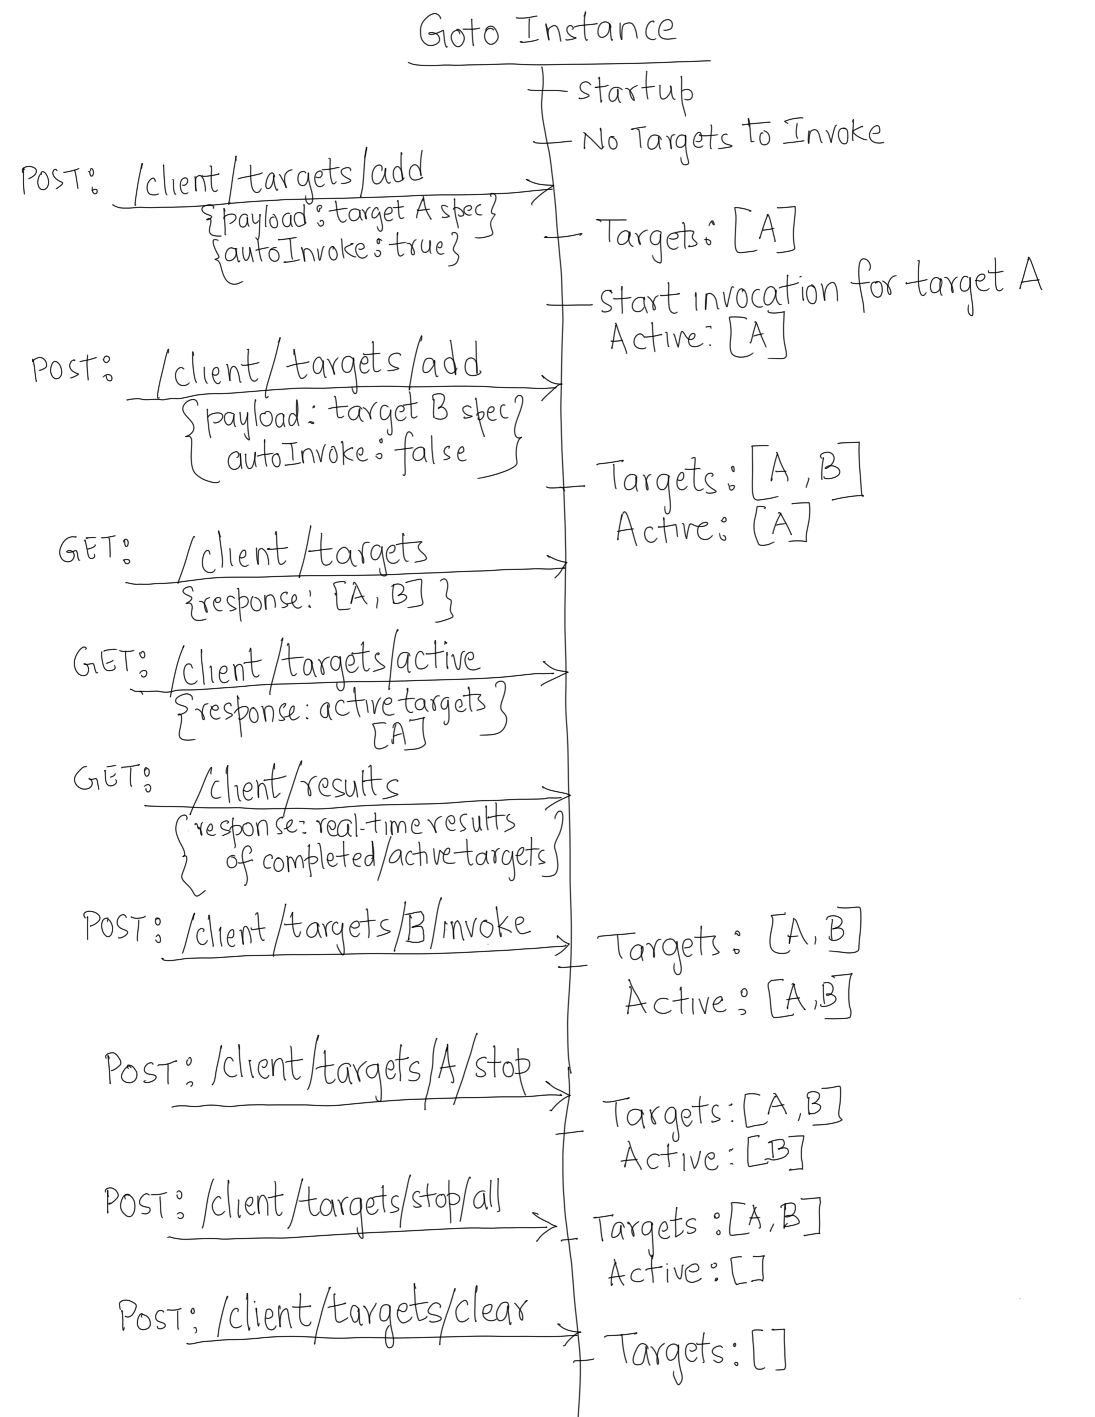 Goto Instance
startup
No Targets to Invoke
POST: /client/targets/add
{payload: target A spec}
{autoInvoke: true}
Targets: [A]
Start invocation for target A
Active: [A]
POST: /client/targets/add
{payload: target B spec
autoInvoke: false}
Targets: [A, B]
Active: [A]
GET: /client/targets
{response: [A, B] }
GET: /client/targets/active
{response: active targets
[A]}
GET: /client/results
{response: real-time results
of completed/active targets}
POST: /client/targets/B/invoke
Targets: [A, B]
Active: [A,B]
POST: /client/targets/A/stop
Targets: [A,B]
Active: [B]
POST: /client/targets/stop/all
Targets: [A,B]
Active: []
POST: /client/targets/clear
Targets: []